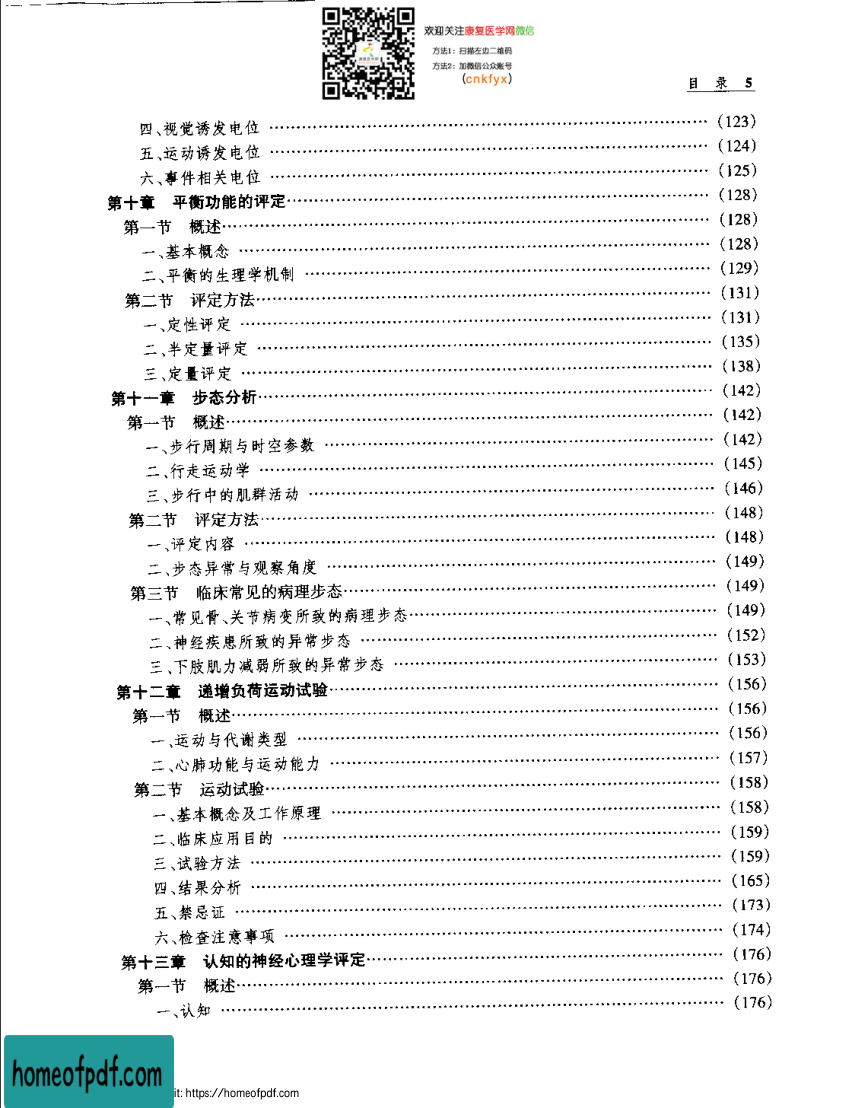 欢迎关注康复医学网微信
方法1：扫描左边二维码
方法2：加微信公众账号
（cnkfyx）
目 录 5
四、视觉诱发电位 ……………………………………………………… (123)
五、运动诱发电位 ……………………………………………………… (124)
六、事件相关电位 ……………………………………………………… (125)
第十章 平衡功能的评定……………………………………………………… (128)
第一节 概述……………………………………………………… (128)
一、基本概念 ……………………………………………………… (128)
二、平衡的生理学机制 ……………………………………………………… (129)
第二节 评定方法……………………………………………………… (131)
一、定性评定 ……………………………………………………… (131)
二、半定量评定 ……………………………………………………… (135)
三、定量评定 ……………………………………………………… (138)
第十一章 步态分析……………………………………………………… (142)
第一节 概述……………………………………………………… (142)
一、步行周期与时空参数 ……………………………………………………… (142)
二、行走运动学 ……………………………………………………… (145)
三、步行中的肌群活动 ……………………………………………………… (146)
第二节 评定方法……………………………………………………… (148)
一、评定内容 ……………………………………………………… (148)
二、步态异常与观察角度 ……………………………………………………… (149)
第三节 临床常见的病理步态……………………………………………………… (149)
一、常见骨、关节病变所致的病理步态……………………………………………………… (149)
二、神经疾患所致的异常步态 ……………………………………………………… (152)
三、下肢肌力减弱所致的异常步态 ……………………………………………………… (153)
第十二章 递增负荷运动试验……………………………………………………… (156)
第一节 概述……………………………………………………… (156)
一、运动与代谢类型 ……………………………………………………… (156)
二、心肺功能与运动能力 ……………………………………………………… (157)
第二节 运动试验……………………………………………………… (158)
一、基本概念及工作原理 ……………………………………………………… (158)
二、临床应用目的 ……………………………………………………… (159)
三、试验方法 ……………………………………………………… (159)
四、结果分析 ……………………………………………………… (165)
五、禁忌证 ……………………………………………………… (173)
六、检查注意事项 ……………………………………………………… (174)
第十三章 认知的神经心理学评定……………………………………………………… (176)
第一节 概述……………………………………………………… (176)
一、认知 ……………………………………………………… (176)
homeofpdf.com
it: https://homeofpdf.com